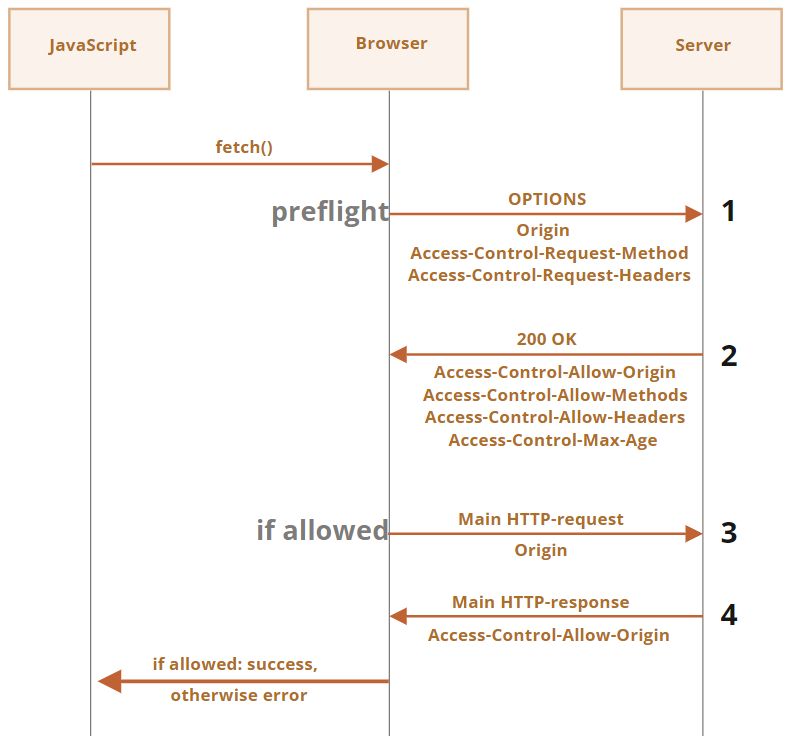 JavaScript
Browser
Server
fetch()
preflight
OPTIONS
1
Origin
Access-Control-Request-Method
Access-Control-Request-Headers
200 OK
2
Access-Control-Allow-Origin
Access-Control-Allow-Methods
Access-Control-Allow-Headers
Access-Control-Max-Age
if allowed
Main HTTP-request
3
Origin
Main HTTP-response
4
Access-Control-Allow-Origin
if allowed: success,
otherwise error